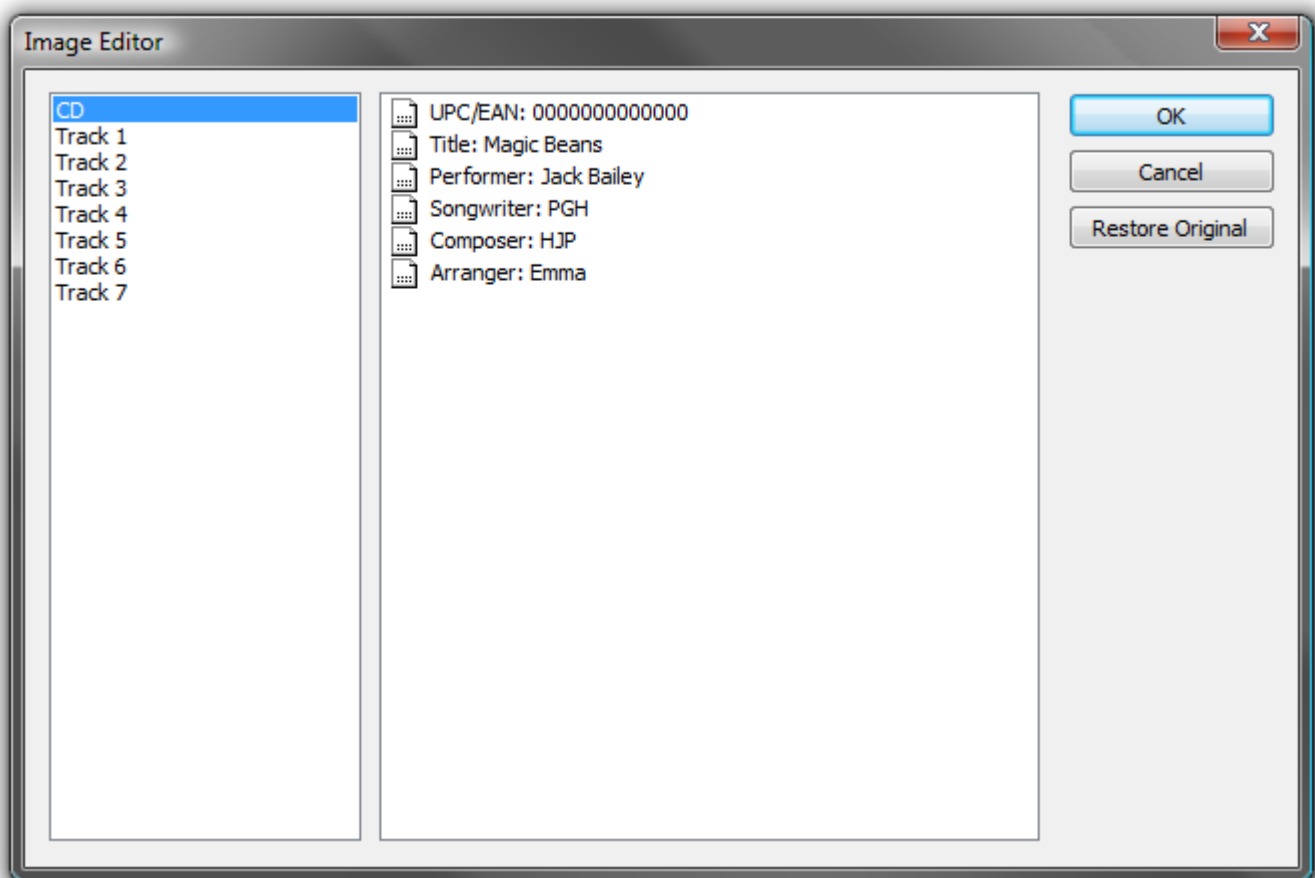 Image Editor
CD
Track 1
Track 2
Track 3
Track 4
Track 5
Track 6
Track 7
UPC/EAN: 0000000000000
Title: Magic Beans
Performer: Jack Bailey
Songwriter: PGH
Composer: HJP
Arranger: Emma
OK
Cancel
Restore Original